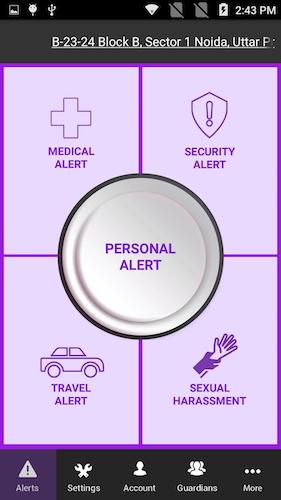 2:43 PM
B-23-24 Block B, Sector 1 Noida, Uttar
MEDICAL
ALERT
SECURITY
ALERT
PERSONAL
ALERT
TRAVEL
ALERT
SEXUAL
HARASSMENT
Alerts
Settings
Account
Guardians
More